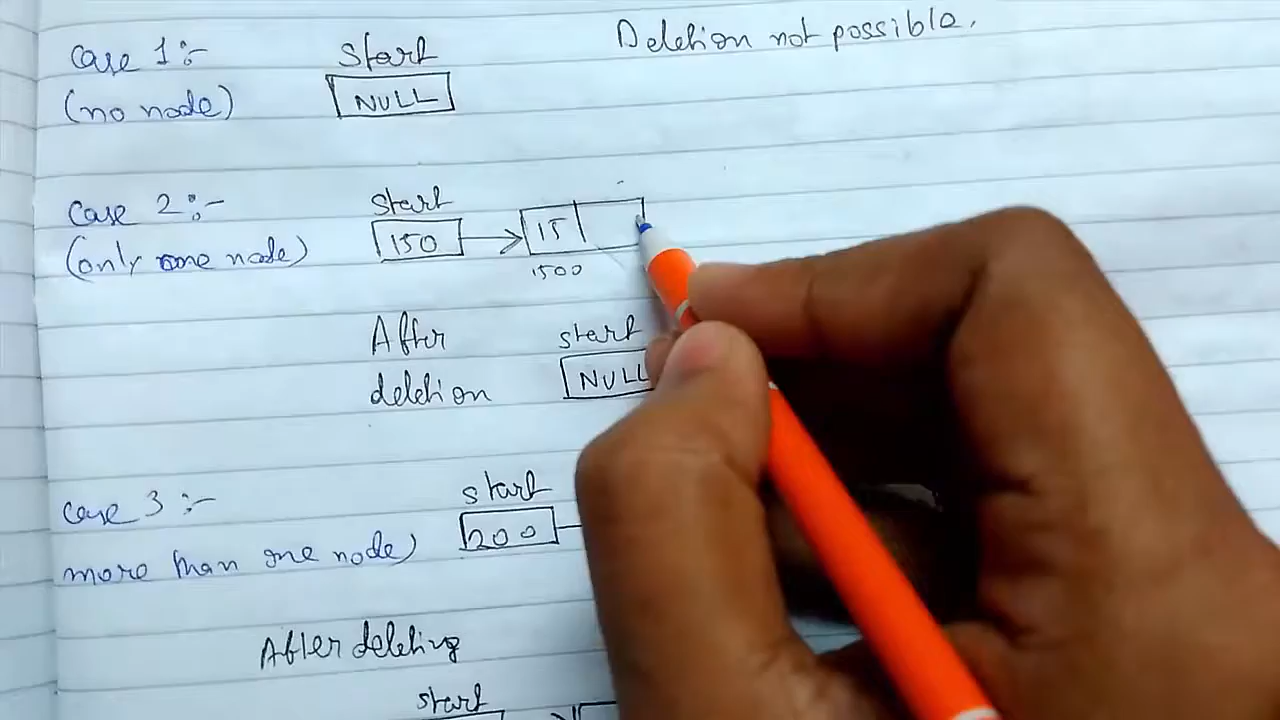 Case 1:- Start Deletion not possible.
(no node) NULL
Case 2:- Start
(only one node) 150 15
1500
After start
deletion NULL
Case 3:- start
more than one node) 200
After deleting
start